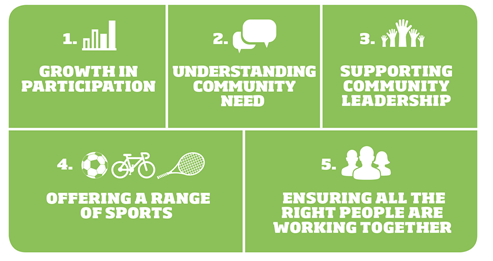 1.
GROWTH IN
PARTICIPATION
2.
UNDERSTANDING
COMMUNITY
NEED
3.
SUPPORTING
COMMUNITY
LEADERSHIP
4.
OFFERING A RANGE
OF SPORTS
5.
ENSURING ALL THE
RIGHT PEOPLE ARE
WORKING TOGETHER